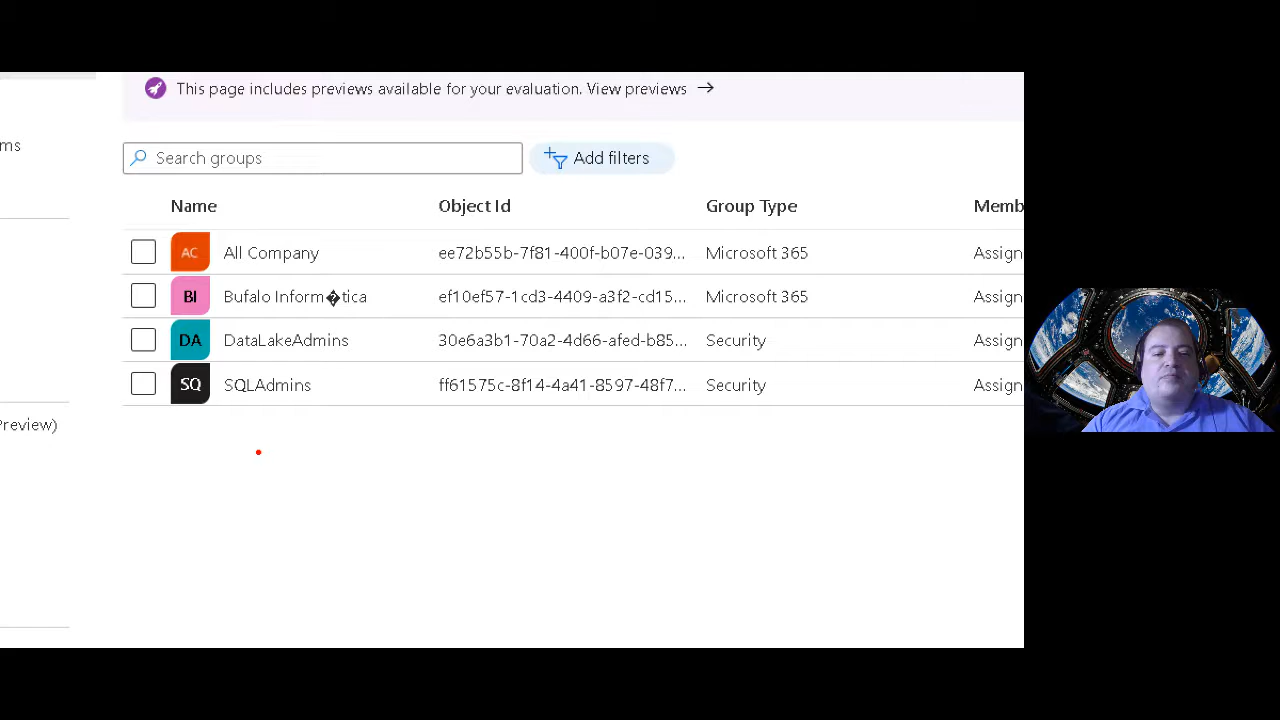 This page includes previews available for your evaluation. View previews →
ms
Search groups
Add filters
Name Object Id Group Type Memb
AC All Company ee72b55b-7f81-400f-b07e-039... Microsoft 365 Assign
BI Bufalo Inform�tica ef10ef57-1cd3-4409-a3f2-cd15... Microsoft 365 Assign
DA DataLakeAdmins 30e6a3b1-70a2-4d66-afed-b85... Security Assign
SQ SQLAdmins ff61575c-8f14-4a41-8597-48f7... Security Assign
Preview)